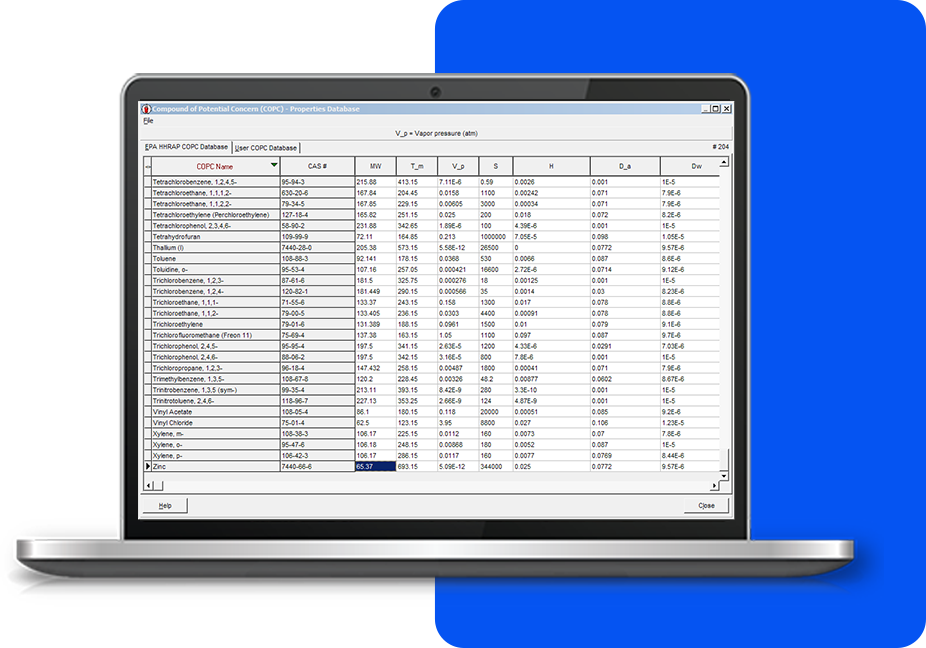 Compound of Potential Concern (COPC) - Properties Database
File
V_p = Vapor pressure (atm)
EPA HHRAP COPC Database User COPC Database # 204
COPC Name CAS # MW T_m V_p S H D_a Dw
Tetrachlorobenzene, 1,2,4,5- 95-94-3 215.88 413.15 7.11E-6 0.59 0.0026 0.001 1E-5
Tetrachloroethane, 1,1,1,2- 630-20-6 167.84 204.45 0.0158 1100 0.00242 0.071 7.9E-6
Tetrachloroethane, 1,1,2,2- 79-34-5 167.85 229.15 0.00605 3000 0.00034 0.071 7.9E-6
Tetrachloroethylene (Perchloroethylene) 127-18-4 165.82 251.15 0.025 200 0.018 0.072 8.2E-6
Tetrachlorophenol, 2,3,4,6- 58-90-2 231.88 342.65 1.89E-6 100 4.39E-6 0.001 1E-5
Tetrahydrofuran 109-99-9 72.11 164.85 0.213 1000000 7.05E-5 0.098 1.05E-5
Thallium (I) 7440-28-0 205.38 573.15 5.58E-12 26500 0 0.0772 9.57E-6
Toluene 108-88-3 92.141 178.15 0.0368 530 0.0066 0.087 8.6E-6
Toluidine, o- 95-53-4 107.16 257.05 0.000421 16600 2.72E-6 0.0714 9.12E-6
Trichlorobenzene, 1,2,3- 87-61-6 181.5 325.75 0.000276 18 0.00125 0.001 1E-5
Trichlorobenzene, 1,2,4- 120-82-1 181.449 290.15 0.000566 35 0.0014 0.03 8.23E-6
Trichloroethane, 1,1,1- 71-55-6 133.37 243.15 0.158 1300 0.017 0.078 8.8E-6
Trichloroethane, 1,1,2- 79-00-5 133.405 236.15 0.0303 4400 0.00091 0.078 8.8E-6
Trichloroethylene 79-01-6 131.389 188.15 0.0961 1500 0.01 0.079 9.1E-6
Trichlorofluoromethane (Freon 11) 75-69-4 137.38 163.15 1.05 1100 0.097 0.087 9.7E-6
Trichlorophenol, 2,4,5- 95-95-4 197.5 341.15 2.63E-5 1200 4.33E-6 0.0291 7.03E-6
Trichlorophenol, 2,4,6- 88-06-2 197.5 342.15 3.16E-5 800 7.8E-6 0.001 1E-5
Trichloropropane, 1,2,3- 96-18-4 147.432 258.15 0.00487 1800 0.00041 0.071 7.9E-6
Trimethylbenzene, 1,3,5- 108-67-8 120.2 228.45 0.00326 48.2 0.00877 0.0602 8.67E-6
Trinitrobenzene, 1,3,5 (sym-) 99-35-4 213.11 393.15 8.42E-9 280 3.3E-10 0.001 1E-5
Trinitrotoluene, 2,4,6- 118-96-7 227.13 353.25 2.66E-9 124 4.87E-9 0.001 1E-5
Vinyl Acetate 108-05-4 86.1 180.15 0.118 20000 0.00051 0.085 9.2E-6
Vinyl Chloride 75-01-4 62.5 123.15 3.95 8800 0.027 0.106 1.23E-5
Xylene, m- 108-38-3 106.17 225.15 0.0112 160 0.0073 0.07 7.8E-6
Xylene, o- 95-47-6 106.18 248.15 0.00868 180 0.0052 0.087 1E-5
Xylene, p- 106-42-3 106.17 286.15 0.0117 160 0.0077 0.0769 8.44E-6
Zinc 7440-66-6 65.37 693.15 5.09E-12 344000 0.025 0.0772 9.57E-6
Help Close